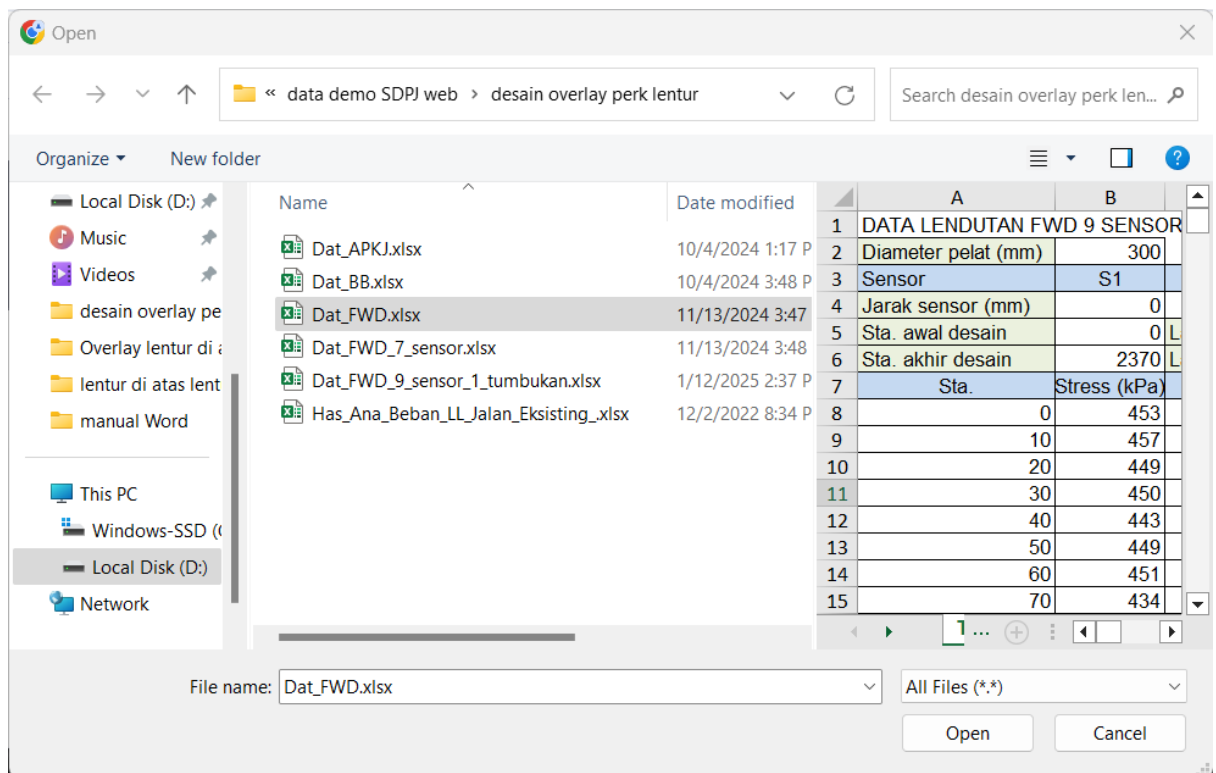 Open
« data demo SDPJ web > desain overlay perk lentur
Search desain overlay perk len...
Organize New folder
Local Disk (D:)
Music
Videos
desain overlay pe
Overlay lentur di a
lentur di atas lent
manual Word
This PC
Windows-SSD (
Local Disk (D:)
Network
Name Date modified
Dat_APKJ.xlsx 10/4/2024 1:17 P
Dat_BB.xlsx 10/4/2024 3:48 P
Dat_FWD.xlsx 11/13/2024 3:47
Dat_FWD_7_sensor.xlsx 11/13/2024 3:48
Dat_FWD_9_sensor_1_tumbukan.xlsx 1/12/2025 2:37 P
Has_Ana_Beban_LL_Jalan_Eksisting_.xlsx 12/2/2022 8:34 P
A B
1 DATA LENDUTAN FWD 9 SENSOR
2 Diameter pelat (mm) 300
3 Sensor S1
4 Jarak sensor (mm) 0
5 Sta. awal desain 0 L
6 Sta. akhir desain 2370 L
7 Sta. Stress (kPa)
8 0 453
9 10 457
10 20 449
11 30 450
12 40 443
13 50 449
14 60 451
15 70 434
1 ...
File name: Dat_FWD.xlsx All Files (*.*)
Open Cancel